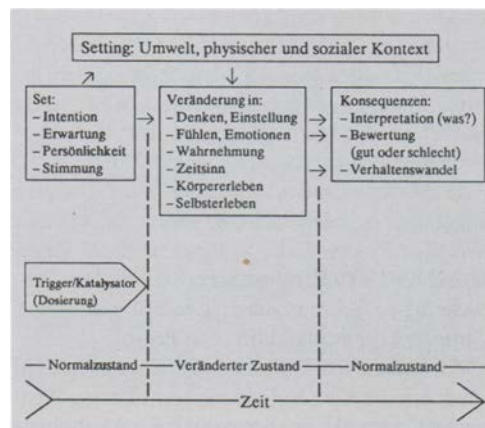 Setting: Umwelt, physischer und sozialer Kontext
Set:
– Intention
– Erwartung
– Persönlichkeit
– Stimmung
Veränderung in:
– Denken, Einstellung
– Fühlen, Emotionen
– Wahrnehmung
– Zeitsinn
– Körpererleben
– Selbsterleben
Konsequenzen:
– Interpretation (was?)
– Bewertung
(gut oder schlecht)
– Verhaltenswandel
Trigger/Katalysator
(Dosierung)
Normalzustand
Veränderter Zustand
Normalzustand
Zeit